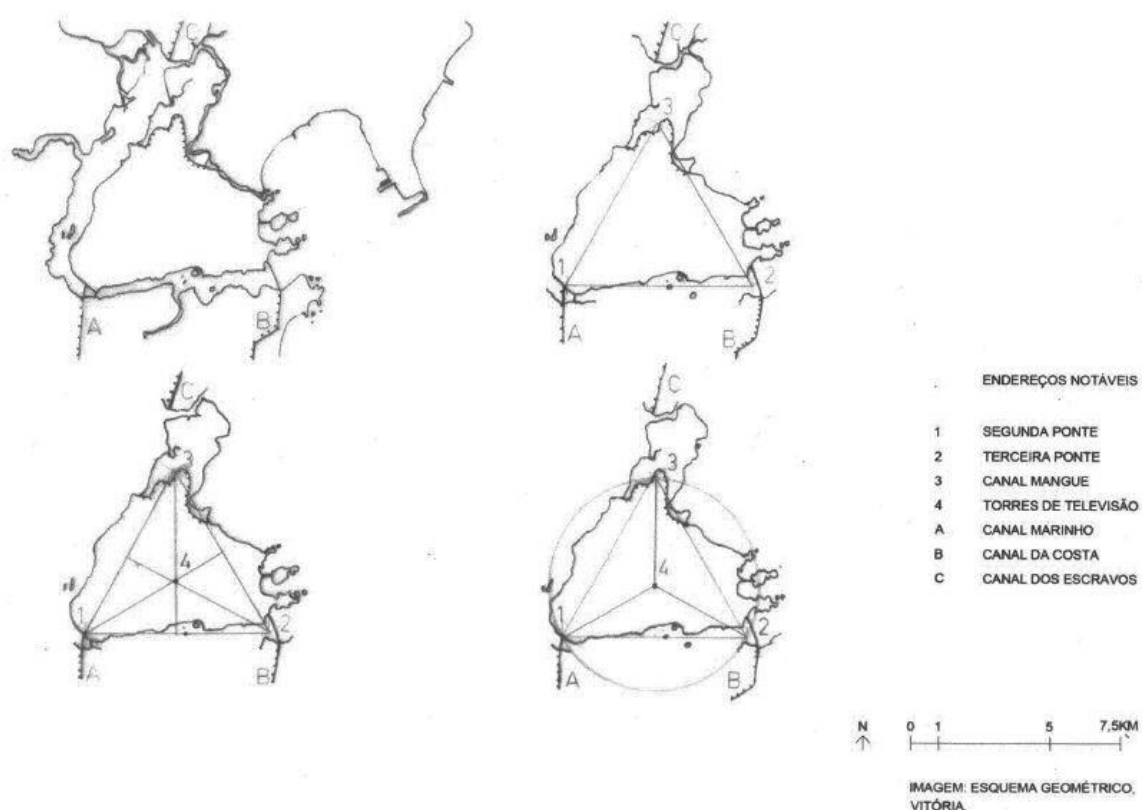 C
A
B
C
3
1
2
A
B
C
3
4
1
2
A
B
C
3
4
1
2
A
B
ENDEREÇOS NOTÁVEIS
1 SEGUNDA PONTE
2 TERCEIRA PONTE
3 CANAL MANGUE
4 TORRES DE TELEVISÃO
A CANAL MARINHO
B CANAL DA COSTA
C CANAL DOS ESCRAVOS
N 0 1 5 7,5KM
IMAGEM: ESQUEMA GEOMÉTRICO,
VITÓRIA.